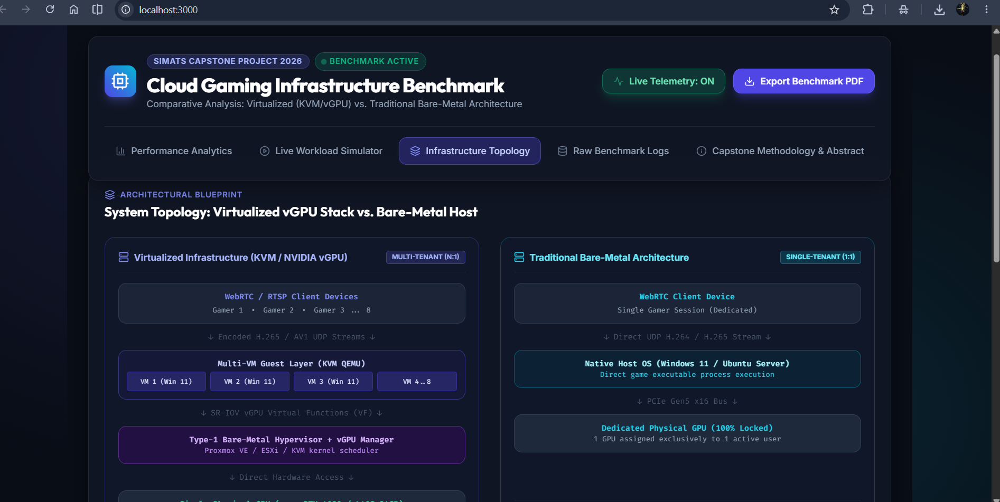 localhost:3000
SIMATS CAPSTONE PROJECT 2026
BENCHMARK ACTIVE
Cloud Gaming Infrastructure Benchmark
Comparative Analysis: Virtualized (KVM/vGPU) vs. Traditional Bare-Metal Architecture
Live Telemetry: ON
Export Benchmark PDF
Performance Analytics
Live Workload Simulator
Infrastructure Topology
Raw Benchmark Logs
Capstone Methodology & Abstract
ARCHITECTURAL BLUEPRINT
System Topology: Virtualized vGPU Stack vs. Bare-Metal Host
Virtualized Infrastructure (KVM / NVIDIA vGPU)
MULTI-TENANT (N:1)
WebRTC / RTSP Client Devices
Gamer 1 • Gamer 2 • Gamer 3 ... 8
↓ Encoded H.265 / AV1 UDP Streams ↓
Multi-VM Guest Layer (KVM QEMU)
VM 1 (Win 11)
VM 2 (Win 11)
VM 3 (Win 11)
VM 4..8
↓ SR-IOV vGPU Virtual Functions (VF) ↓
Type-1 Bare-Metal Hypervisor + vGPU Manager
Proxmox VE / ESXi / KVM kernel scheduler
↓ Direct Hardware Access ↓
Traditional Bare-Metal Architecture
SINGLE-TENANT (1:1)
WebRTC Client Device
Single Gamer Session (Dedicated)
↓ Direct UDP H.264 / H.265 Stream ↓
Native Host OS (Windows 11 / Ubuntu Server)
Direct game executable process execution
↓ PCIe Gen5 x16 Bus ↓
Dedicated Physical GPU (100% Locked)
1 GPU assigned exclusively to 1 active user